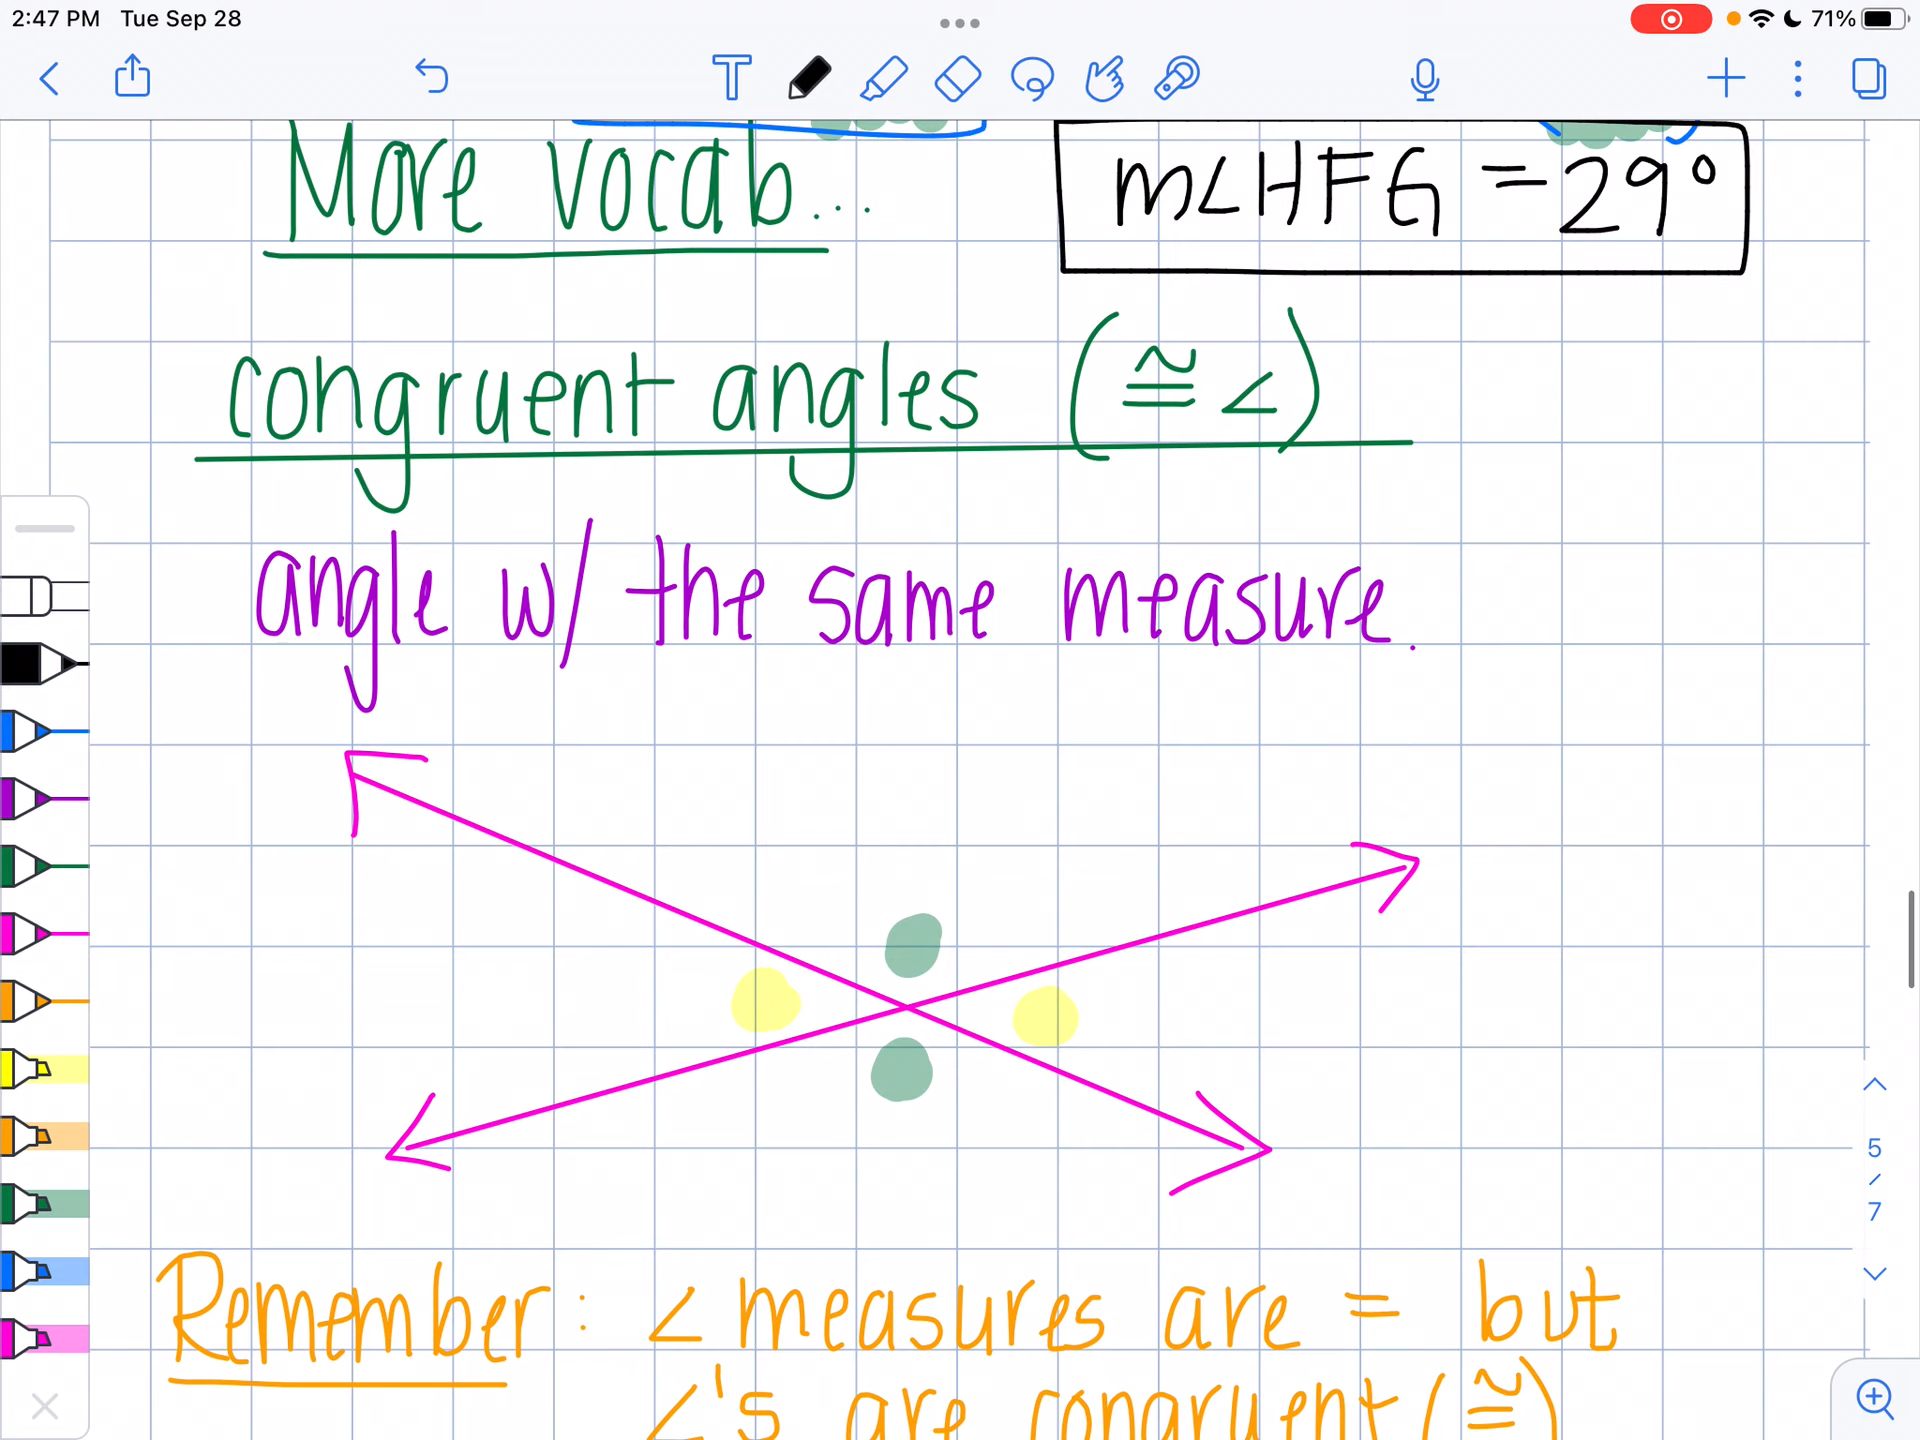 2:47 PM Tue Sep 28
71%
More vocab...
m∠HFG = 29°
congruent angles (≅ ∠)
angle w/ the same measure.
Remember: ∠ measures are = but
∠'s are congruent (≅)
5
/
7